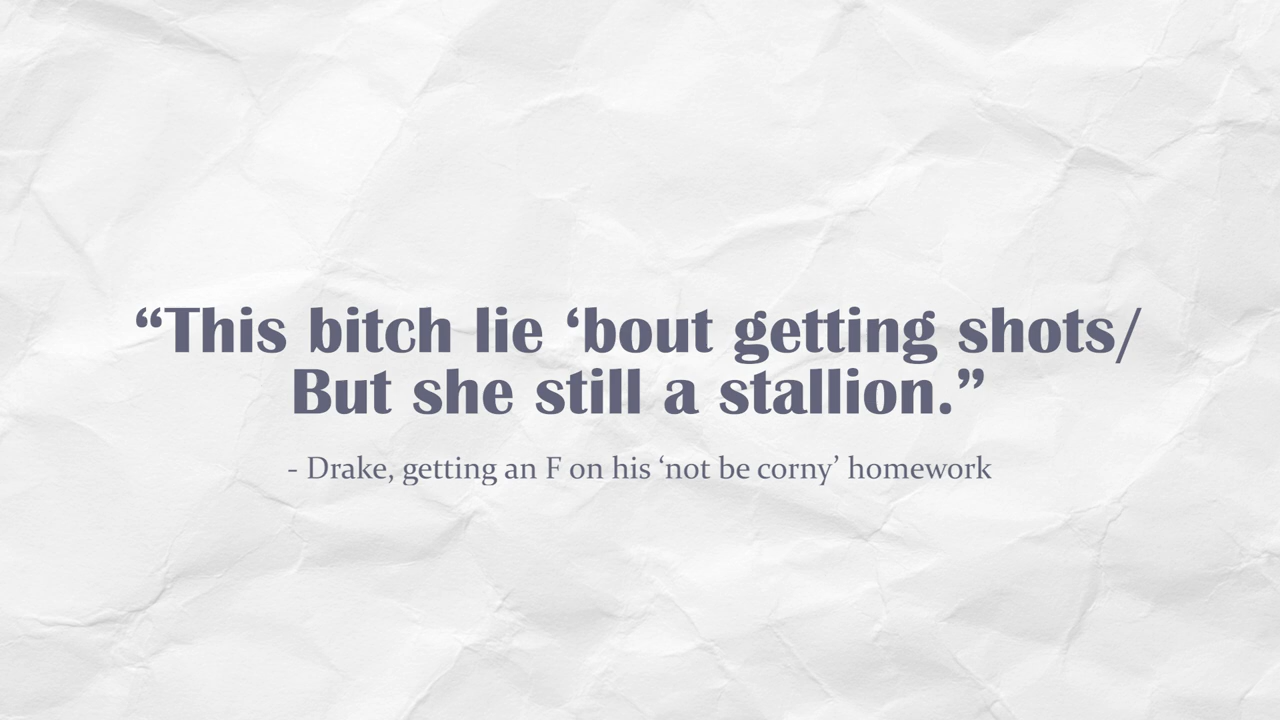 “This bitch lie ‘bout getting shots/
But she still a stallion.”
- Drake, getting an F on his ‘not be corny’ homework